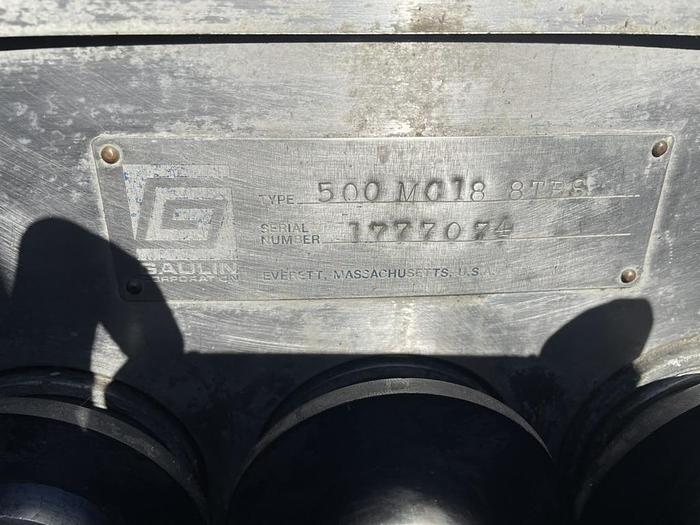 TYPE 500 MC18 8TBS
SERIAL
NUMBER 1777074
GAULIN
CORPORATION
EVERETT, MASSACHUSETTS, U.S.A.